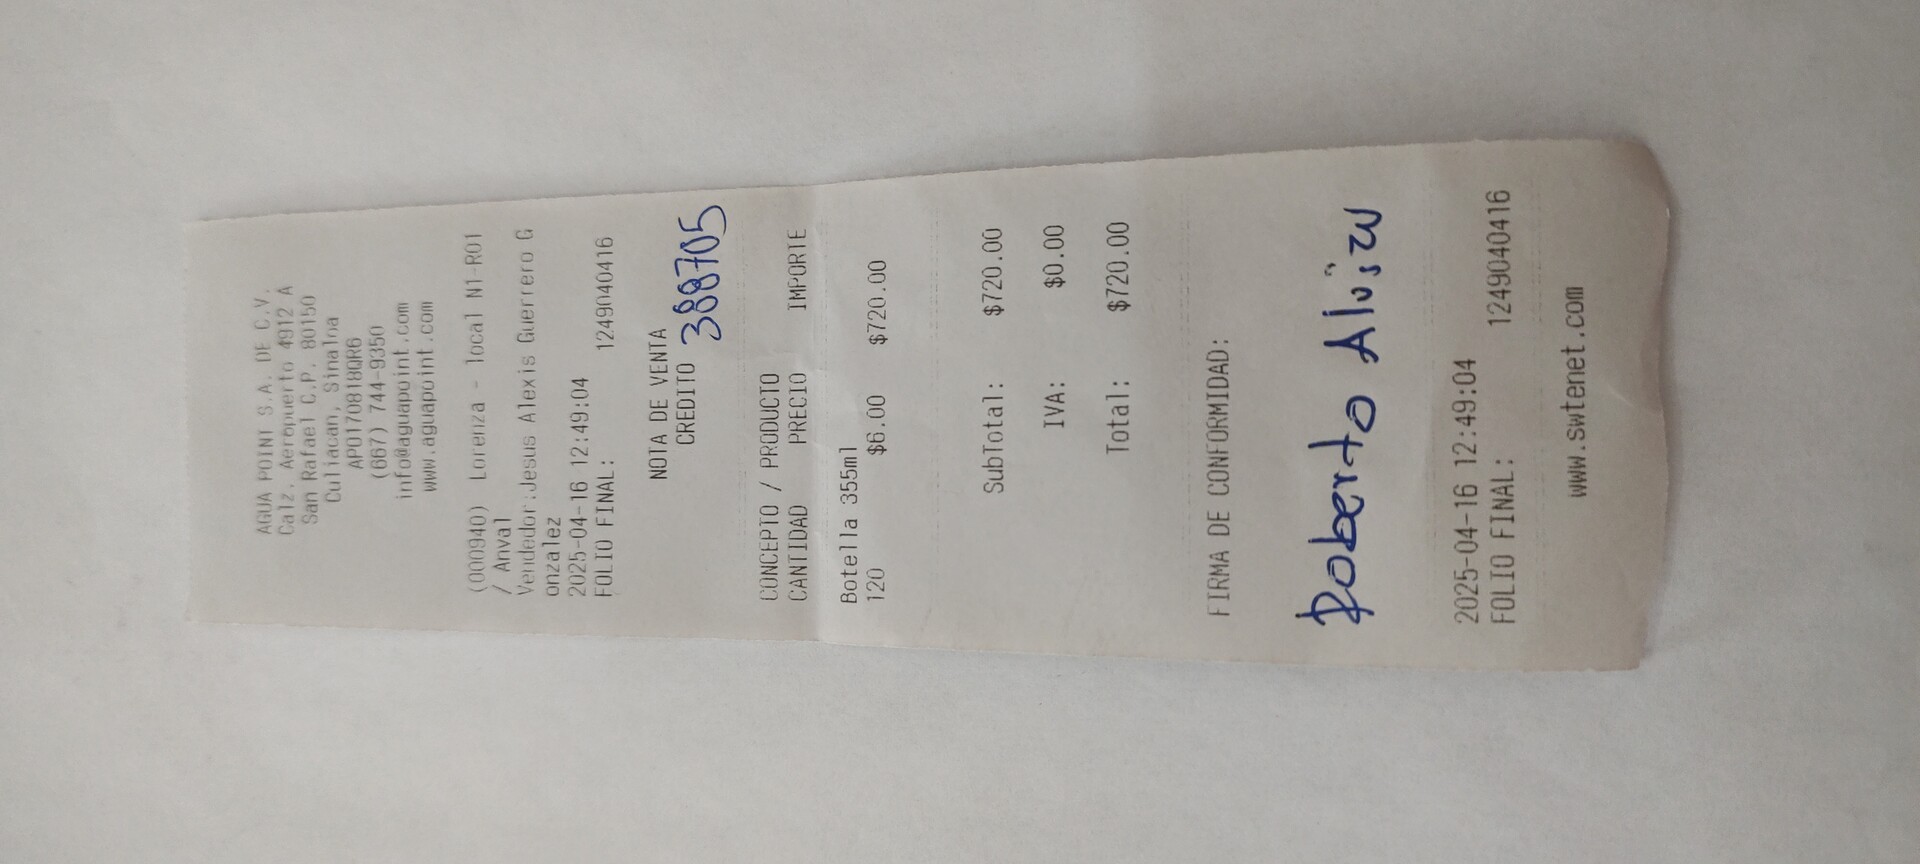 AGUA POINT S.A. DE C.V.
Calz. Aeropuerto 4912 A
San Rafael C.P. 80150
Culiacan, Sinaloa
APO170818QR6
(667) 744-9350
info@aguapoint.com
www.aguapoint.com
(000940) Lorenza - local N1-R01
/ Anval
Vendedor:Jesus Alexis Guerrero G
onzalez
2025-04-16 12:49:04
FOLIO FINAL: 1249040416
NOTA DE VENTA
CREDITO 388705
CONCEPTO / PRODUCTO
CANTIDAD PRECIO IMPORTE
Botella 355ml
120 $6.00 $720.00
SubTotal: $720.00
IVA: $0.00
Total: $720.00
FIRMA DE CONFORMIDAD:
Roberto
2025-04-16 12:49:04
FOLIO FINAL: 1249040416
www.swtenet.com